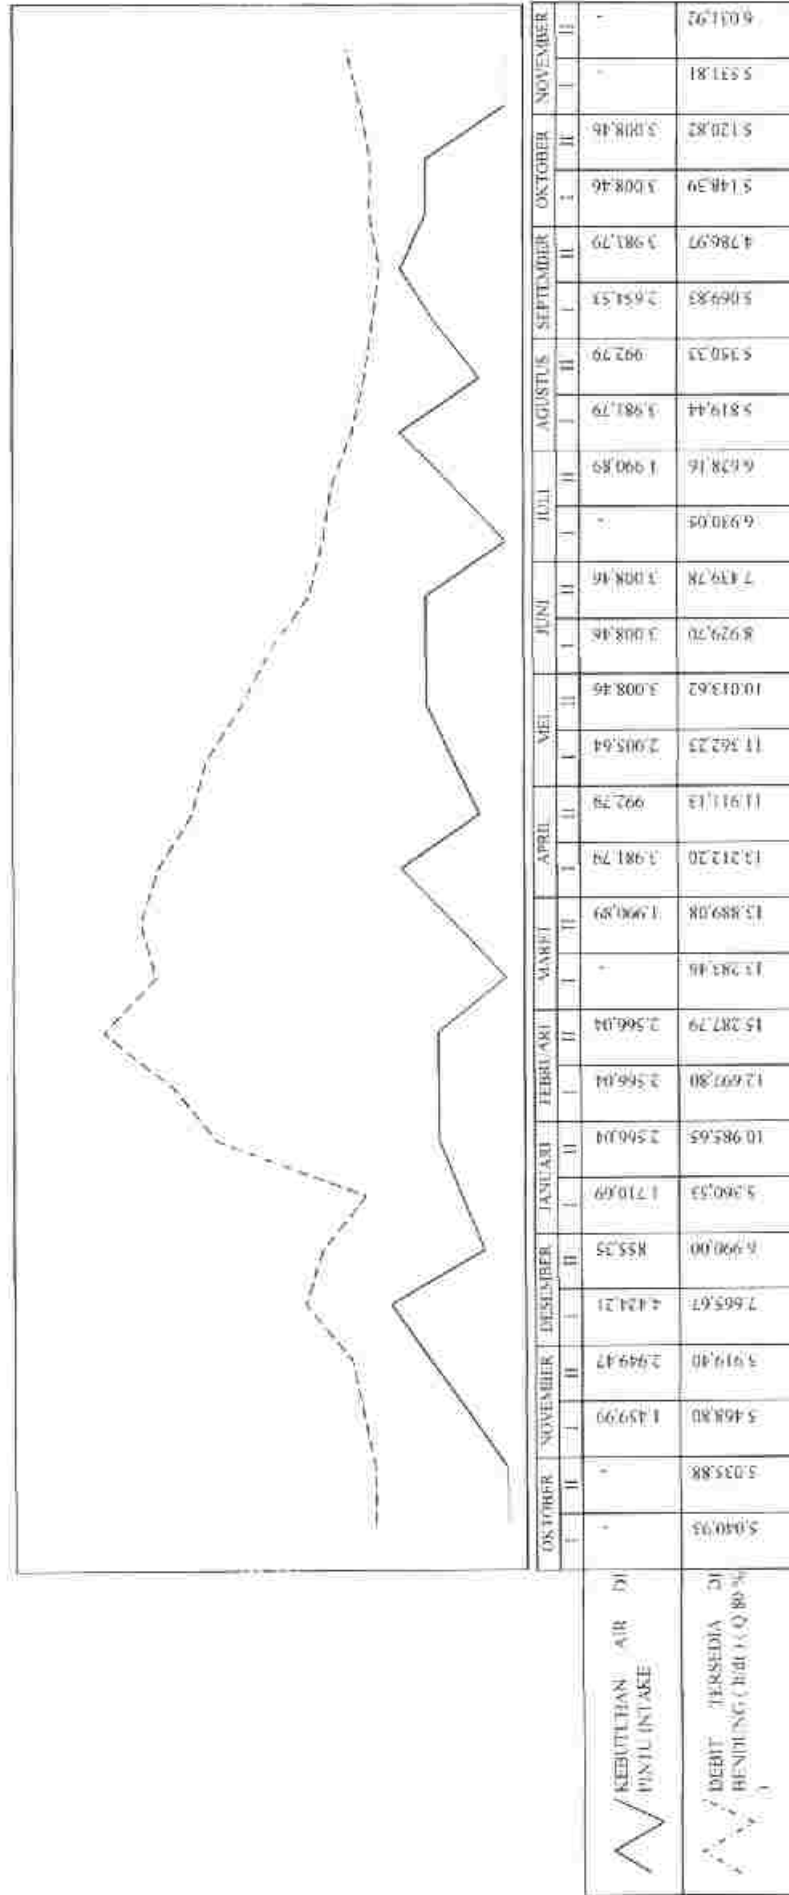 OKTOBER NOVEMBER DESEMBER JANUARI FEBRUARI MARET APRIL MEI JUNI JULI AGUSTUS SEPTEMBER OKTOBER NOVEMBER
I II I II I II I II I II I II I II I II I II I II I II I II I II I II
KEBUTUHAN AIR DI
PINTU INTAKE
- - 1.459,99 2.949,47 4.424,21 855,35 1.710,69 2.566,04 2.566,04 2.566,04 - 1.990,89 3.981,79 992,79 2.005,64 3.008,46 3.008,46 3.008,46 - 1.990,89 3.981,79 992,79 2.654,53 3.981,79 3.008,46 3.008,46 - -
DEBIT TERSEDIA DI
BENDUNG ( lt/dt ) ( Q 80 %
)
5.040,93 5.035,88 5.468,80 5.919,40 7.665,67 6.990,00 5.360,53 10.985,65 12.697,80 15.287,79 13.283,46 13.889,08 13.212,20 11.911,13 11.362,23 10.013,62 8.929,70 7.439,78 6.930,05 6.628,16 5.819,44 5.350,33 5.069,83 4.786,97 5.148,39 5.120,82 5.531,81 6.031,92